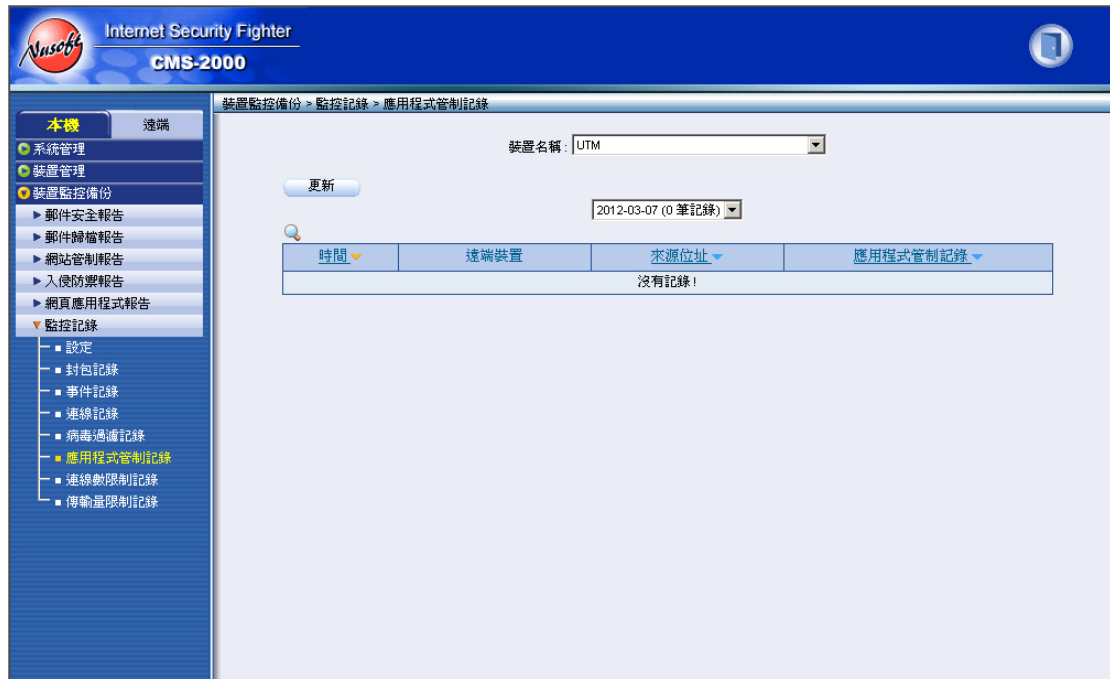 Nusoft
Internet Security Fighter
CMS-2000
本機
遠端
系統管理
裝置管理
裝置監控備份
郵件安全報告
郵件歸檔報告
網站管制報告
入侵防禦報告
網頁應用程式報告
監控記錄
設定
封包記錄
事件記錄
連線記錄
病毒過濾記錄
應用程式管制記錄
連線數限制記錄
傳輸量限制記錄
裝置監控備份 > 監控記錄 > 應用程式管制記錄
裝置名稱 : UTM
更新
2012-03-07 (0 筆記錄)
時間 遠端裝置 來源位址 應用程式管制記錄
沒有記錄 !